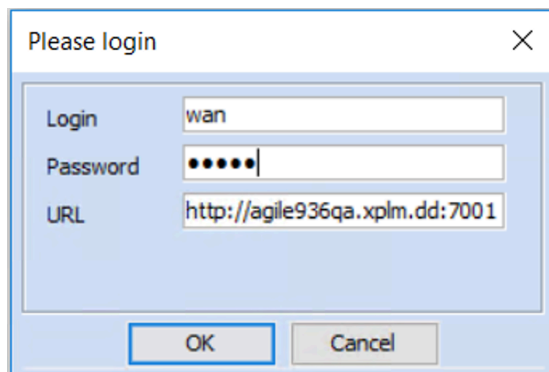 Please login
Login wan
Password •••••
URL http://agile936qa.xplm.dd:7001
OK Cancel